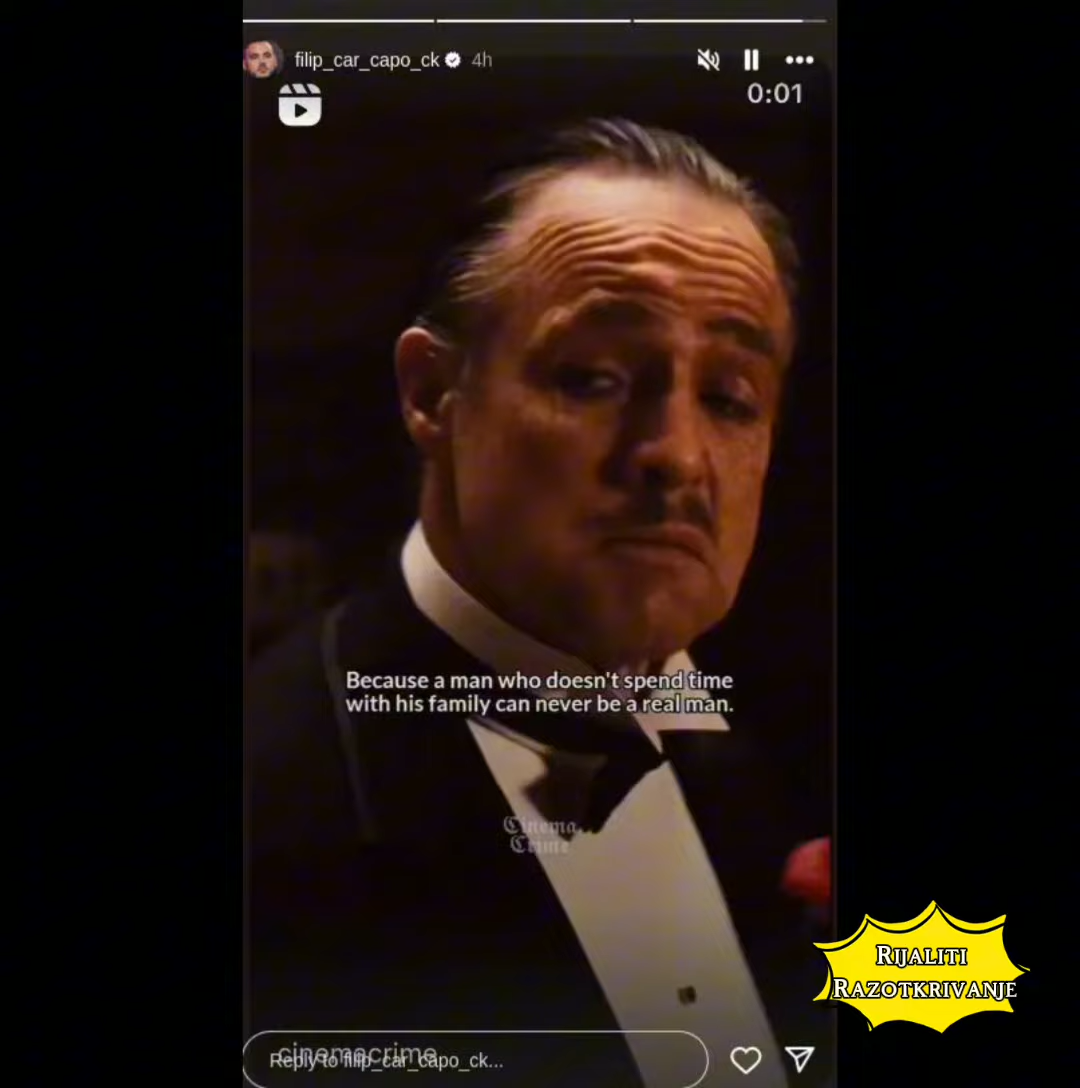 filip_car_capo_ck 4h
0:01
Because a man who doesn't spend time
with his family can never be a real man.
Cinema
Crime
Rijaliti
Razotkrivanje
cinemacrime
Reply to filip_car_capo_ck...